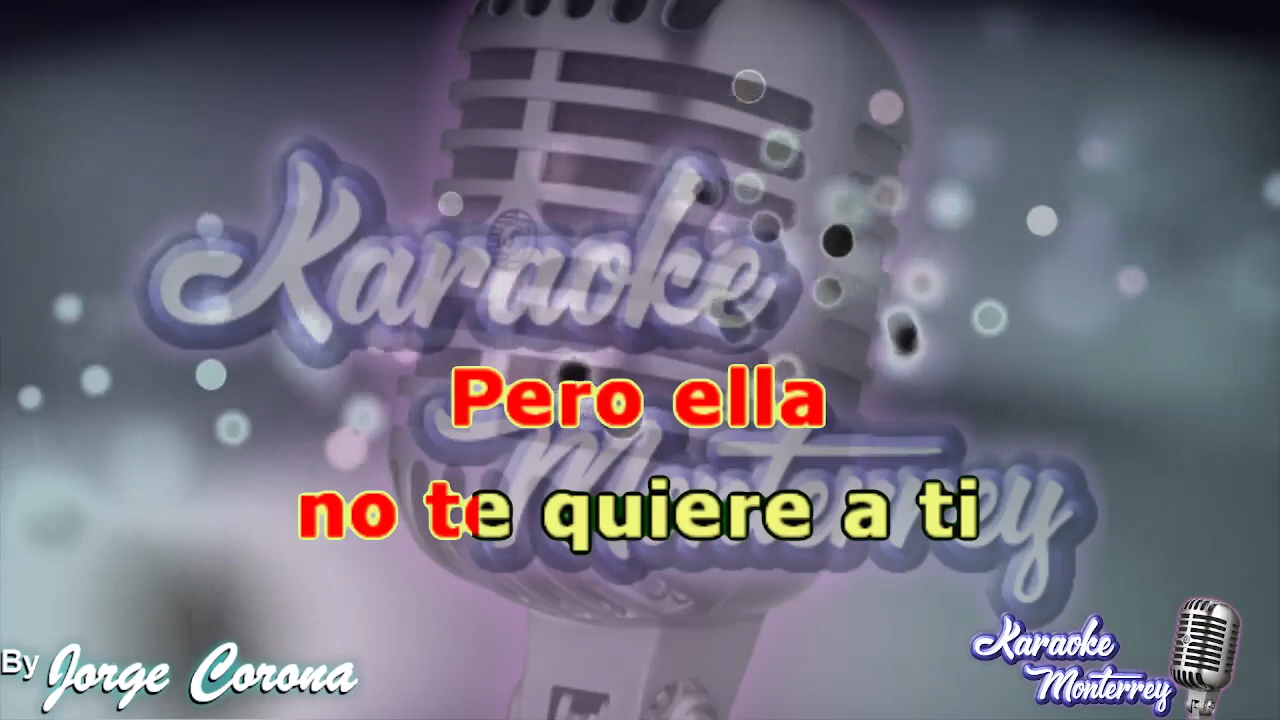 Karaoke
Monterrey
Pero ella
no te quiere a ti
By Jorge Corona
Karaoke
Monterrey